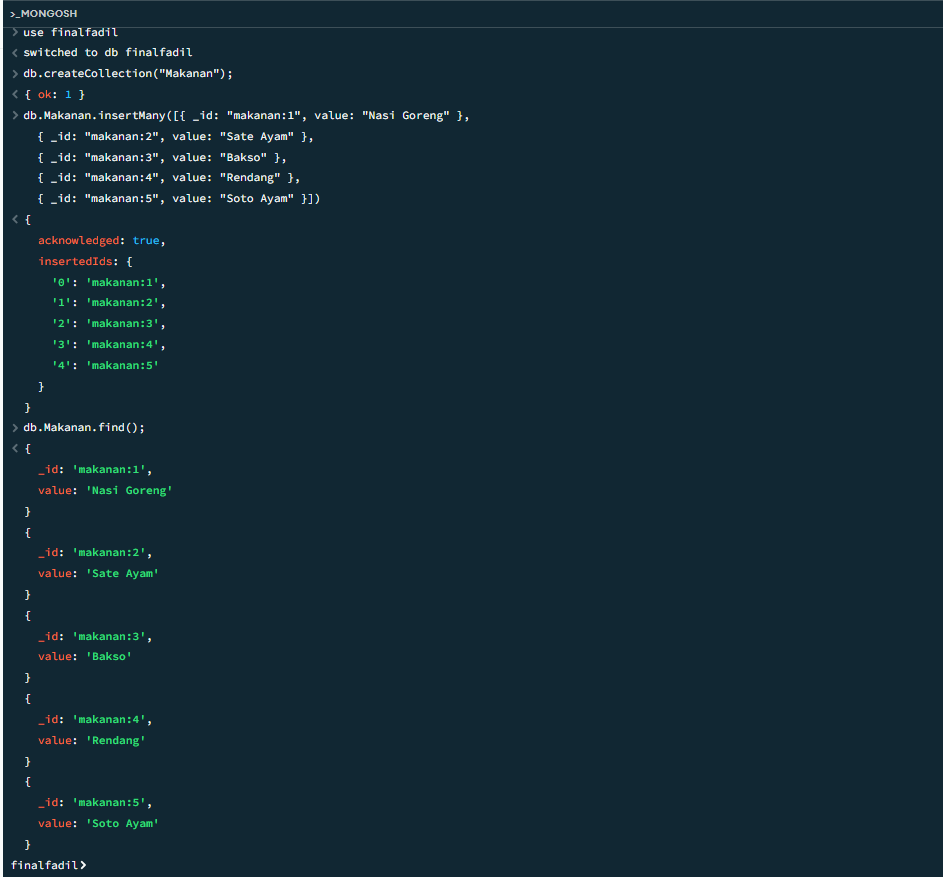 >_MONGOSH
> use finalfadil
< switched to db finalfadil
> db.createCollection("Makanan");
< { ok: 1 }
> db.Makanan.insertMany([{ _id: "makanan:1", value: "Nasi Goreng" },
{ _id: "makanan:2", value: "Sate Ayam" },
{ _id: "makanan:3", value: "Bakso" },
{ _id: "makanan:4", value: "Rendang" },
{ _id: "makanan:5", value: "Soto Ayam" }])
< {
acknowledged: true,
insertedIds: {
'0': 'makanan:1',
'1': 'makanan:2',
'2': 'makanan:3',
'3': 'makanan:4',
'4': 'makanan:5'
}
}
> db.Makanan.find();
< {
_id: 'makanan:1',
value: 'Nasi Goreng'
}
{
_id: 'makanan:2',
value: 'Sate Ayam'
}
{
_id: 'makanan:3',
value: 'Bakso'
}
{
_id: 'makanan:4',
value: 'Rendang'
}
{
_id: 'makanan:5',
value: 'Soto Ayam'
}
finalfadil>